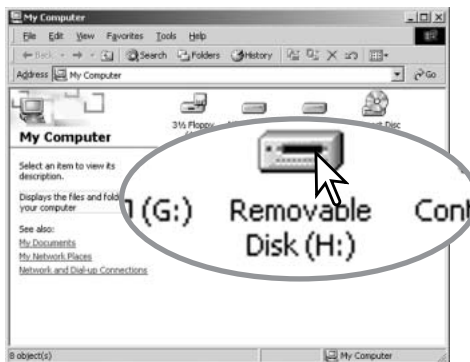 My Computer
File Edit View Favorites Tools Help
Back Search Folders History
Address My Computer Go
3½ Floppy
My Computer
Select an item to view its
description.
Displays the files and
your computer
See also:
My Documents
My Network Places
Network and Dial-up Connections
(G:)
Removable
Disk (H:)
8 object(s) My Computer